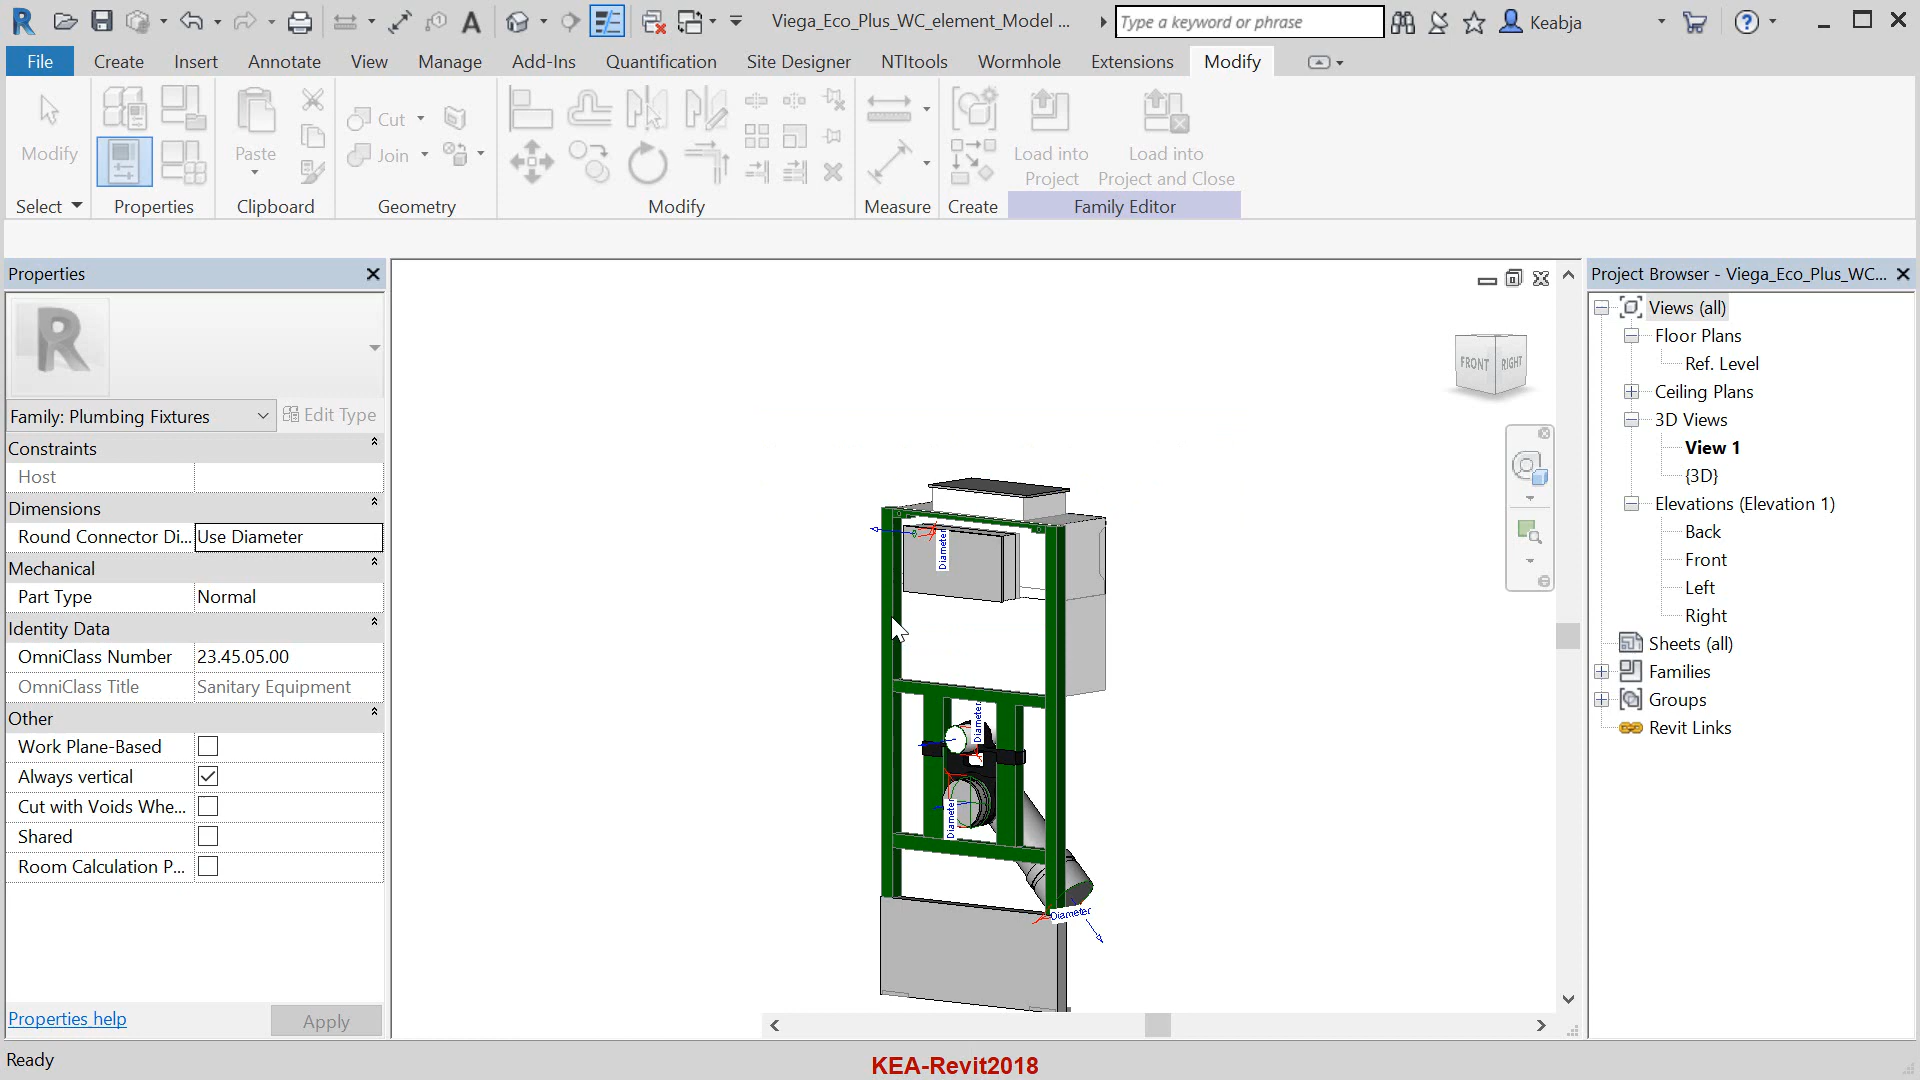 Viega_Eco_Plus_WC_element_Model ...
Type a keyword or phrase
Keabja
File
Create
Insert
Annotate
View
Manage
Add-Ins
Quantification
Site Designer
NTItools
Wormhole
Extensions
Modify
Modify
Paste
Cut
Join
Load into
Project
Load into
Project and Close
Select
Properties
Clipboard
Geometry
Modify
Measure
Create
Family Editor
Properties
Family: Plumbing Fixtures
Edit Type
Constraints
Host
Dimensions
Round Connector Di... Use Diameter
Mechanical
Part Type Normal
Identity Data
OmniClass Number 23.45.05.00
OmniClass Title Sanitary Equipment
Other
Work Plane-Based
Always vertical
Cut with Voids Whe...
Shared
Room Calculation P...
Properties help
Apply
FRONT
RIGHT
Diameter
Diameter
Diameter
Diameter
Project Browser - Viega_Eco_Plus_WC...
Views (all)
Floor Plans
Ref. Level
Ceiling Plans
3D Views
View 1
{3D}
Elevations (Elevation 1)
Back
Front
Left
Right
Sheets (all)
Families
Groups
Revit Links
Ready
KEA-Revit2018